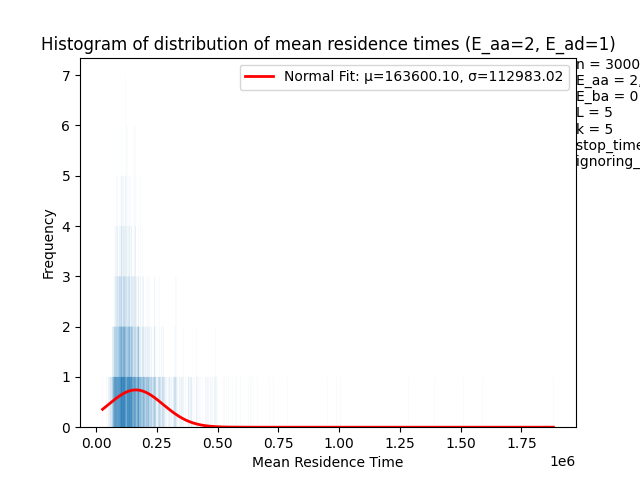 Histogram of distribution of mean residence times (E_aa=2, E_ad=1)
Normal Fit: μ=163600.10, σ=112983.02
n = 3000
E_aa = 2,
E_ba = 0
L = 5
k = 5
stop_time
ignoring_
Frequency
7
6
5
4
3
2
1
0
0.00 0.25 0.50 0.75 1.00 1.25 1.50 1.75
1e6
Mean Residence Time